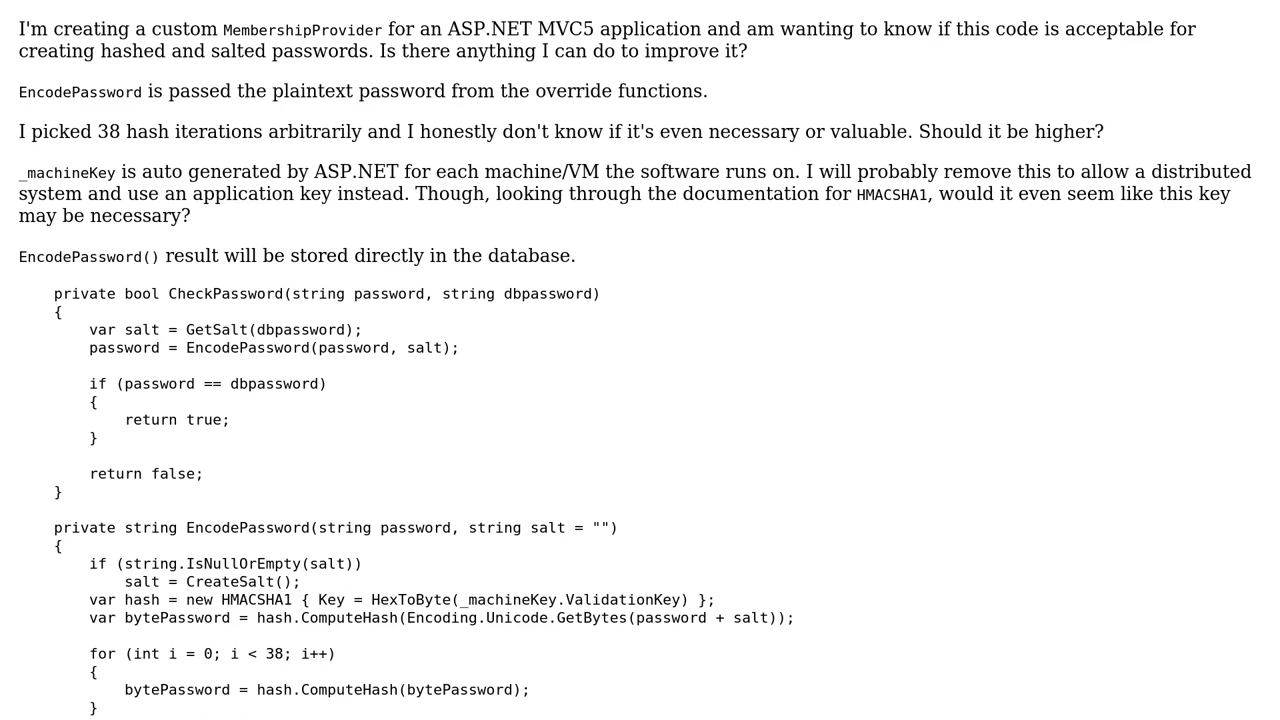 I'm creating a custom MembershipProvider for an ASP.NET MVC5 application and am wanting to know if this code is acceptable for
creating hashed and salted passwords. Is there anything I can do to improve it?
EncodePassword is passed the plaintext password from the override functions.
I picked 38 hash iterations arbitrarily and I honestly don't know if it's even necessary or valuable. Should it be higher?
_machineKey is auto generated by ASP.NET for each machine/VM the software runs on. I will probably remove this to allow a distributed
system and use an application key instead. Though, looking through the documentation for HMACSHA1, would it even seem like this key
may be necessary?
EncodePassword() result will be stored directly in the database.
    private bool CheckPassword(string password, string dbpassword)
    {
        var salt = GetSalt(dbpassword);
        password = EncodePassword(password, salt);
        if (password == dbpassword)
        {
            return true;
        }
        return false;
    }
    private string EncodePassword(string password, string salt = "")
    {
        if (string.IsNullOrEmpty(salt))
            salt = CreateSalt();
        var hash = new HMACSHA1 { Key = HexToByte(_machineKey.ValidationKey) };
        var bytePassword = hash.ComputeHash(Encoding.Unicode.GetBytes(password + salt));
        for (int i = 0; i < 38; i++)
        {
            bytePassword = hash.ComputeHash(bytePassword);
        }